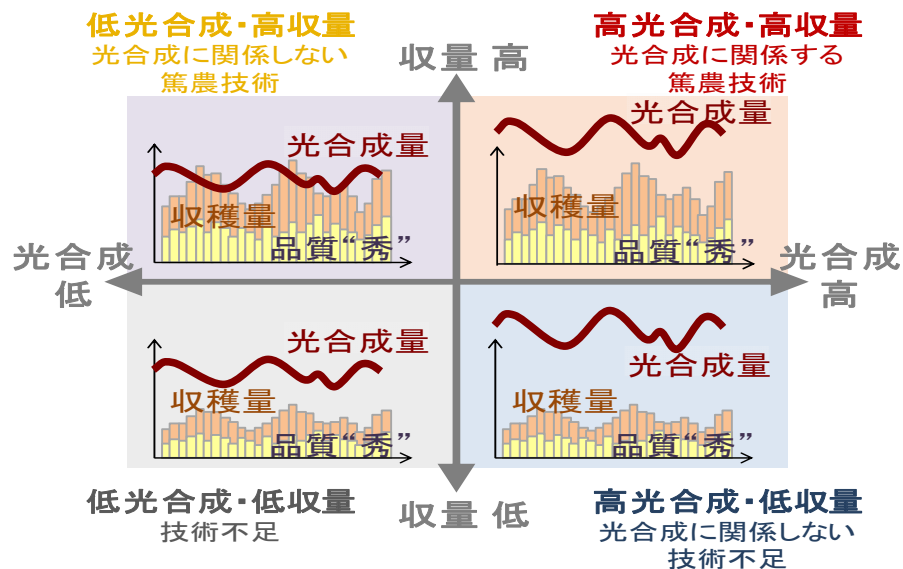 低光合成・高収量
光合成に関係しない
篤農技術
収量 高
高光合成・高収量
光合成に関係する
篤農技術
光合成量
収穫量
品質“秀”
光合成量
収穫量
品質“秀”
光合成
低
光合成
高
光合成量
収穫量
品質“秀”
光合成量
収穫量
品質“秀”
低光合成・低収量
技術不足
収量 低
高光合成・低収量
光合成に関係しない
技術不足